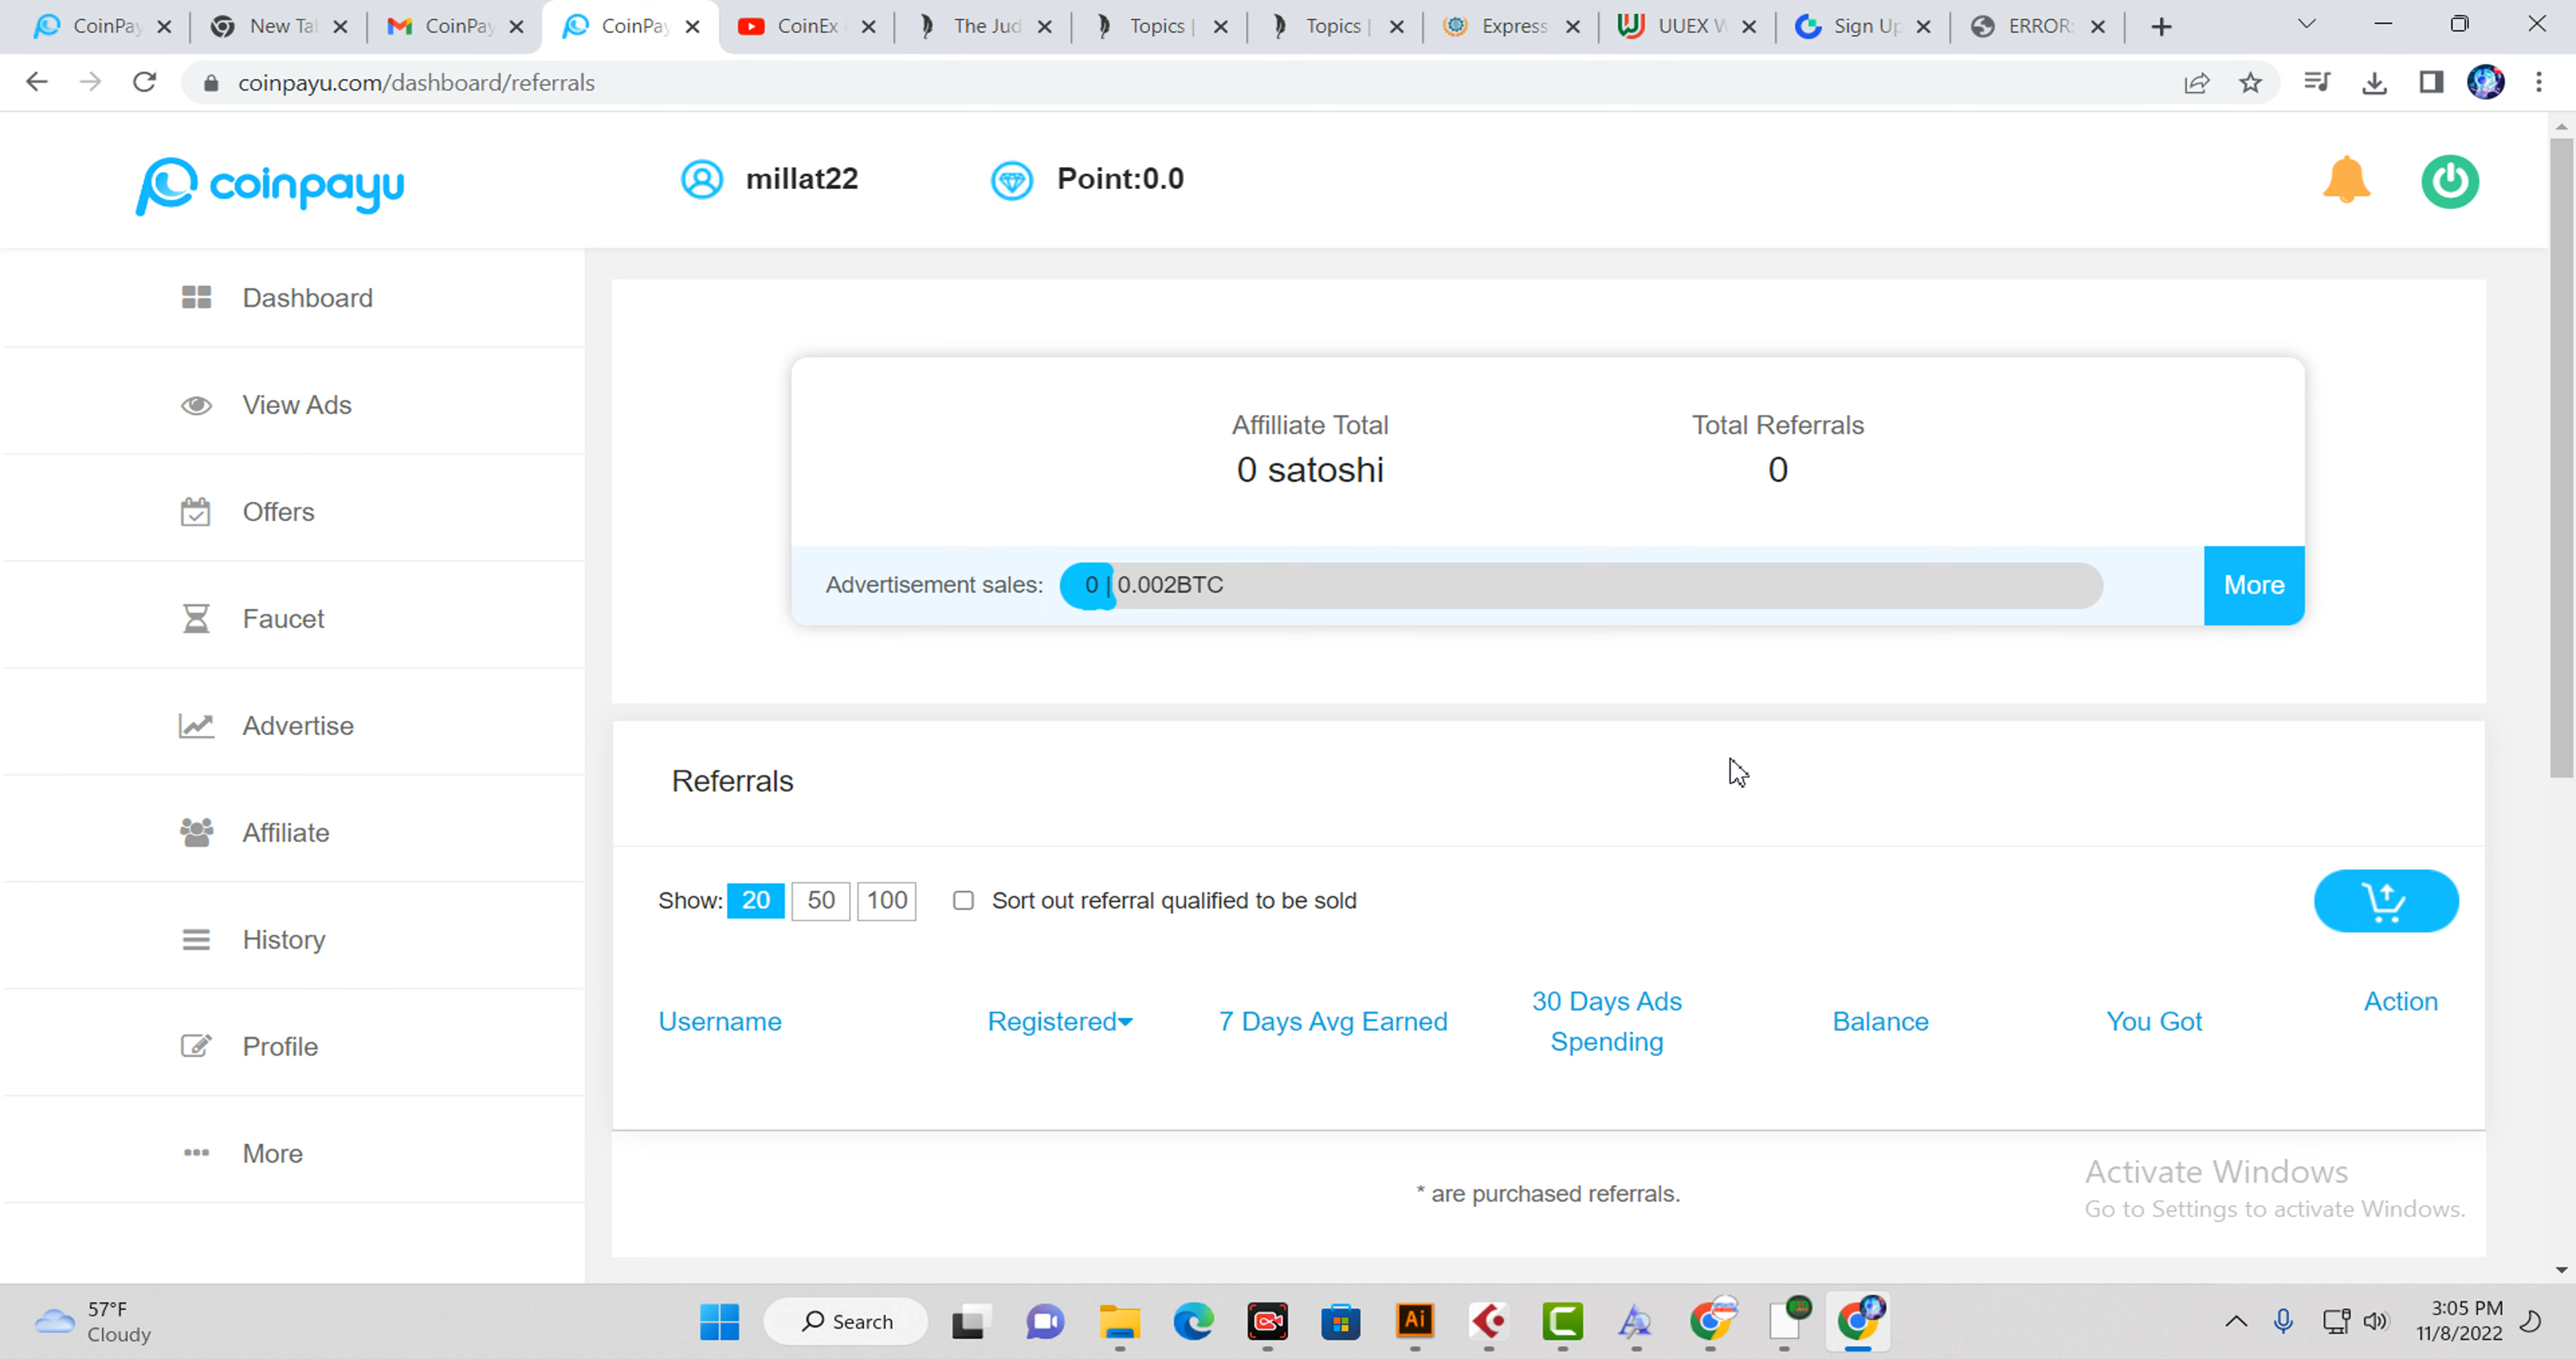 CoinPay
New Ta
CoinPay
CoinPay
CoinEx
The Jud
Topics |
Topics |
Express
UUEX W
Sign Up
ERROR:
coinpayu.com/dashboard/referrals
coinpayu
millat22
Point:0.0
Dashboard
View Ads
Offers
Faucet
Advertise
Affiliate
History
Profile
More
Affilliate Total
0 satoshi
Total Referrals
0
Advertisement sales:
0 | 0.002BTC
More
Referrals
Show: 20 50 100
Sort out referral qualified to be sold
Username
Registered
7 Days Avg Earned
30 Days Ads
Spending
Balance
You Got
Action
* are purchased referrals.
Activate Windows
Go to Settings to activate Windows.
57°F
Cloudy
Search
Ai
3:05 PM
11/8/2022